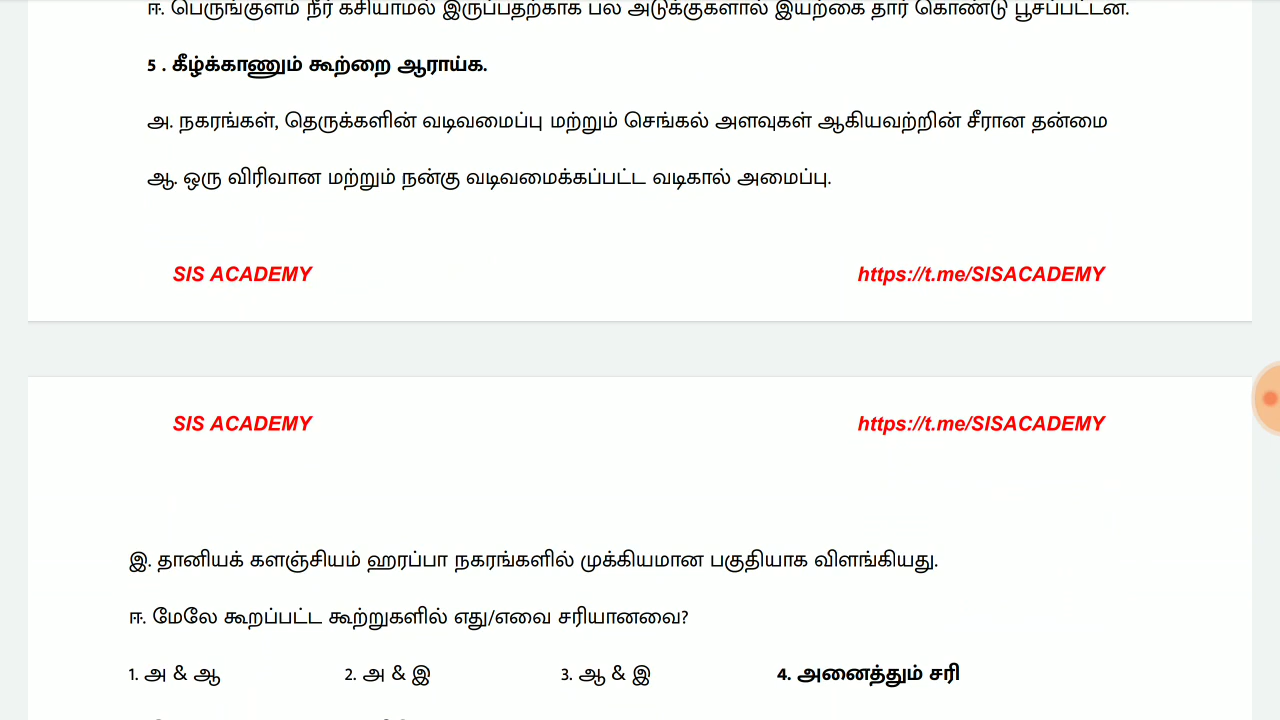 ஈ. பெருங்குளம் நீர் கசியாமல் இருப்பதற்காக பல அடுக்குகளால் இயற்கை தார் கொண்டு பூசப்பட்டன.
5 . கீழ்க்காணும் கூற்றை ஆராய்க.
அ. நகரங்கள், தெருக்களின் வடிவமைப்பு மற்றும் செங்கல் அளவுகள் ஆகியவற்றின் சீரான தன்மை
ஆ. ஒரு விரிவான மற்றும் நன்கு வடிவமைக்கப்பட்ட வடிகால் அமைப்பு.
SIS ACADEMY https://t.me/SISACADEMY
SIS ACADEMY https://t.me/SISACADEMY
இ. தானியக் களஞ்சியம் ஹரப்பா நகரங்களில் முக்கியமான பகுதியாக விளங்கியது.
ஈ. மேலே கூறப்பட்ட கூற்றுகளில் எது/எவை சரியானவை?
1. அ & ஆ 2. அ & இ 3. ஆ & இ 4. அனைத்தும் சரி